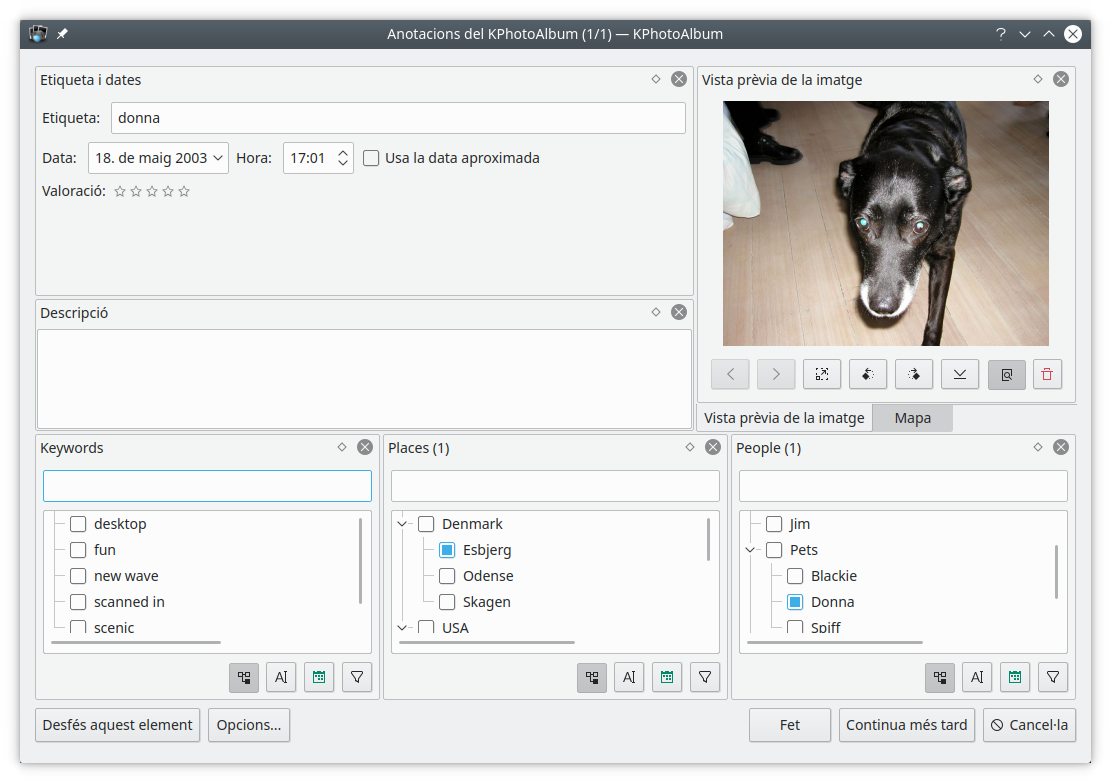 Anotacions del KPhotoAlbum (1/1) — KPhotoAlbum
Etiqueta i dates
Etiqueta: donna
Data: 18. de maig 2003 Hora: 17:01 Usa la data aproximada
Valoració:
Descripció
Vista prèvia de la imatge
Vista prèvia de la imatge Mapa
Keywords
desktop
fun
new wave
scanned in
scenic
Places (1)
Denmark
Esbjerg
Odense
Skagen
USA
People (1)
Jim
Pets
Blackie
Donna
Spiff
Desfés aquest element Opcions... Fet Continua més tard Cancel·la